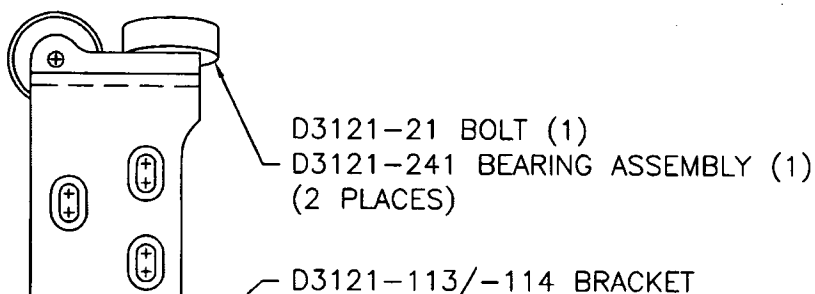 D3121-21 BOLT (1)
D3121-241 BEARING ASSEMBLY (1)
(2 PLACES)
D3121-113/-114 BRACKET